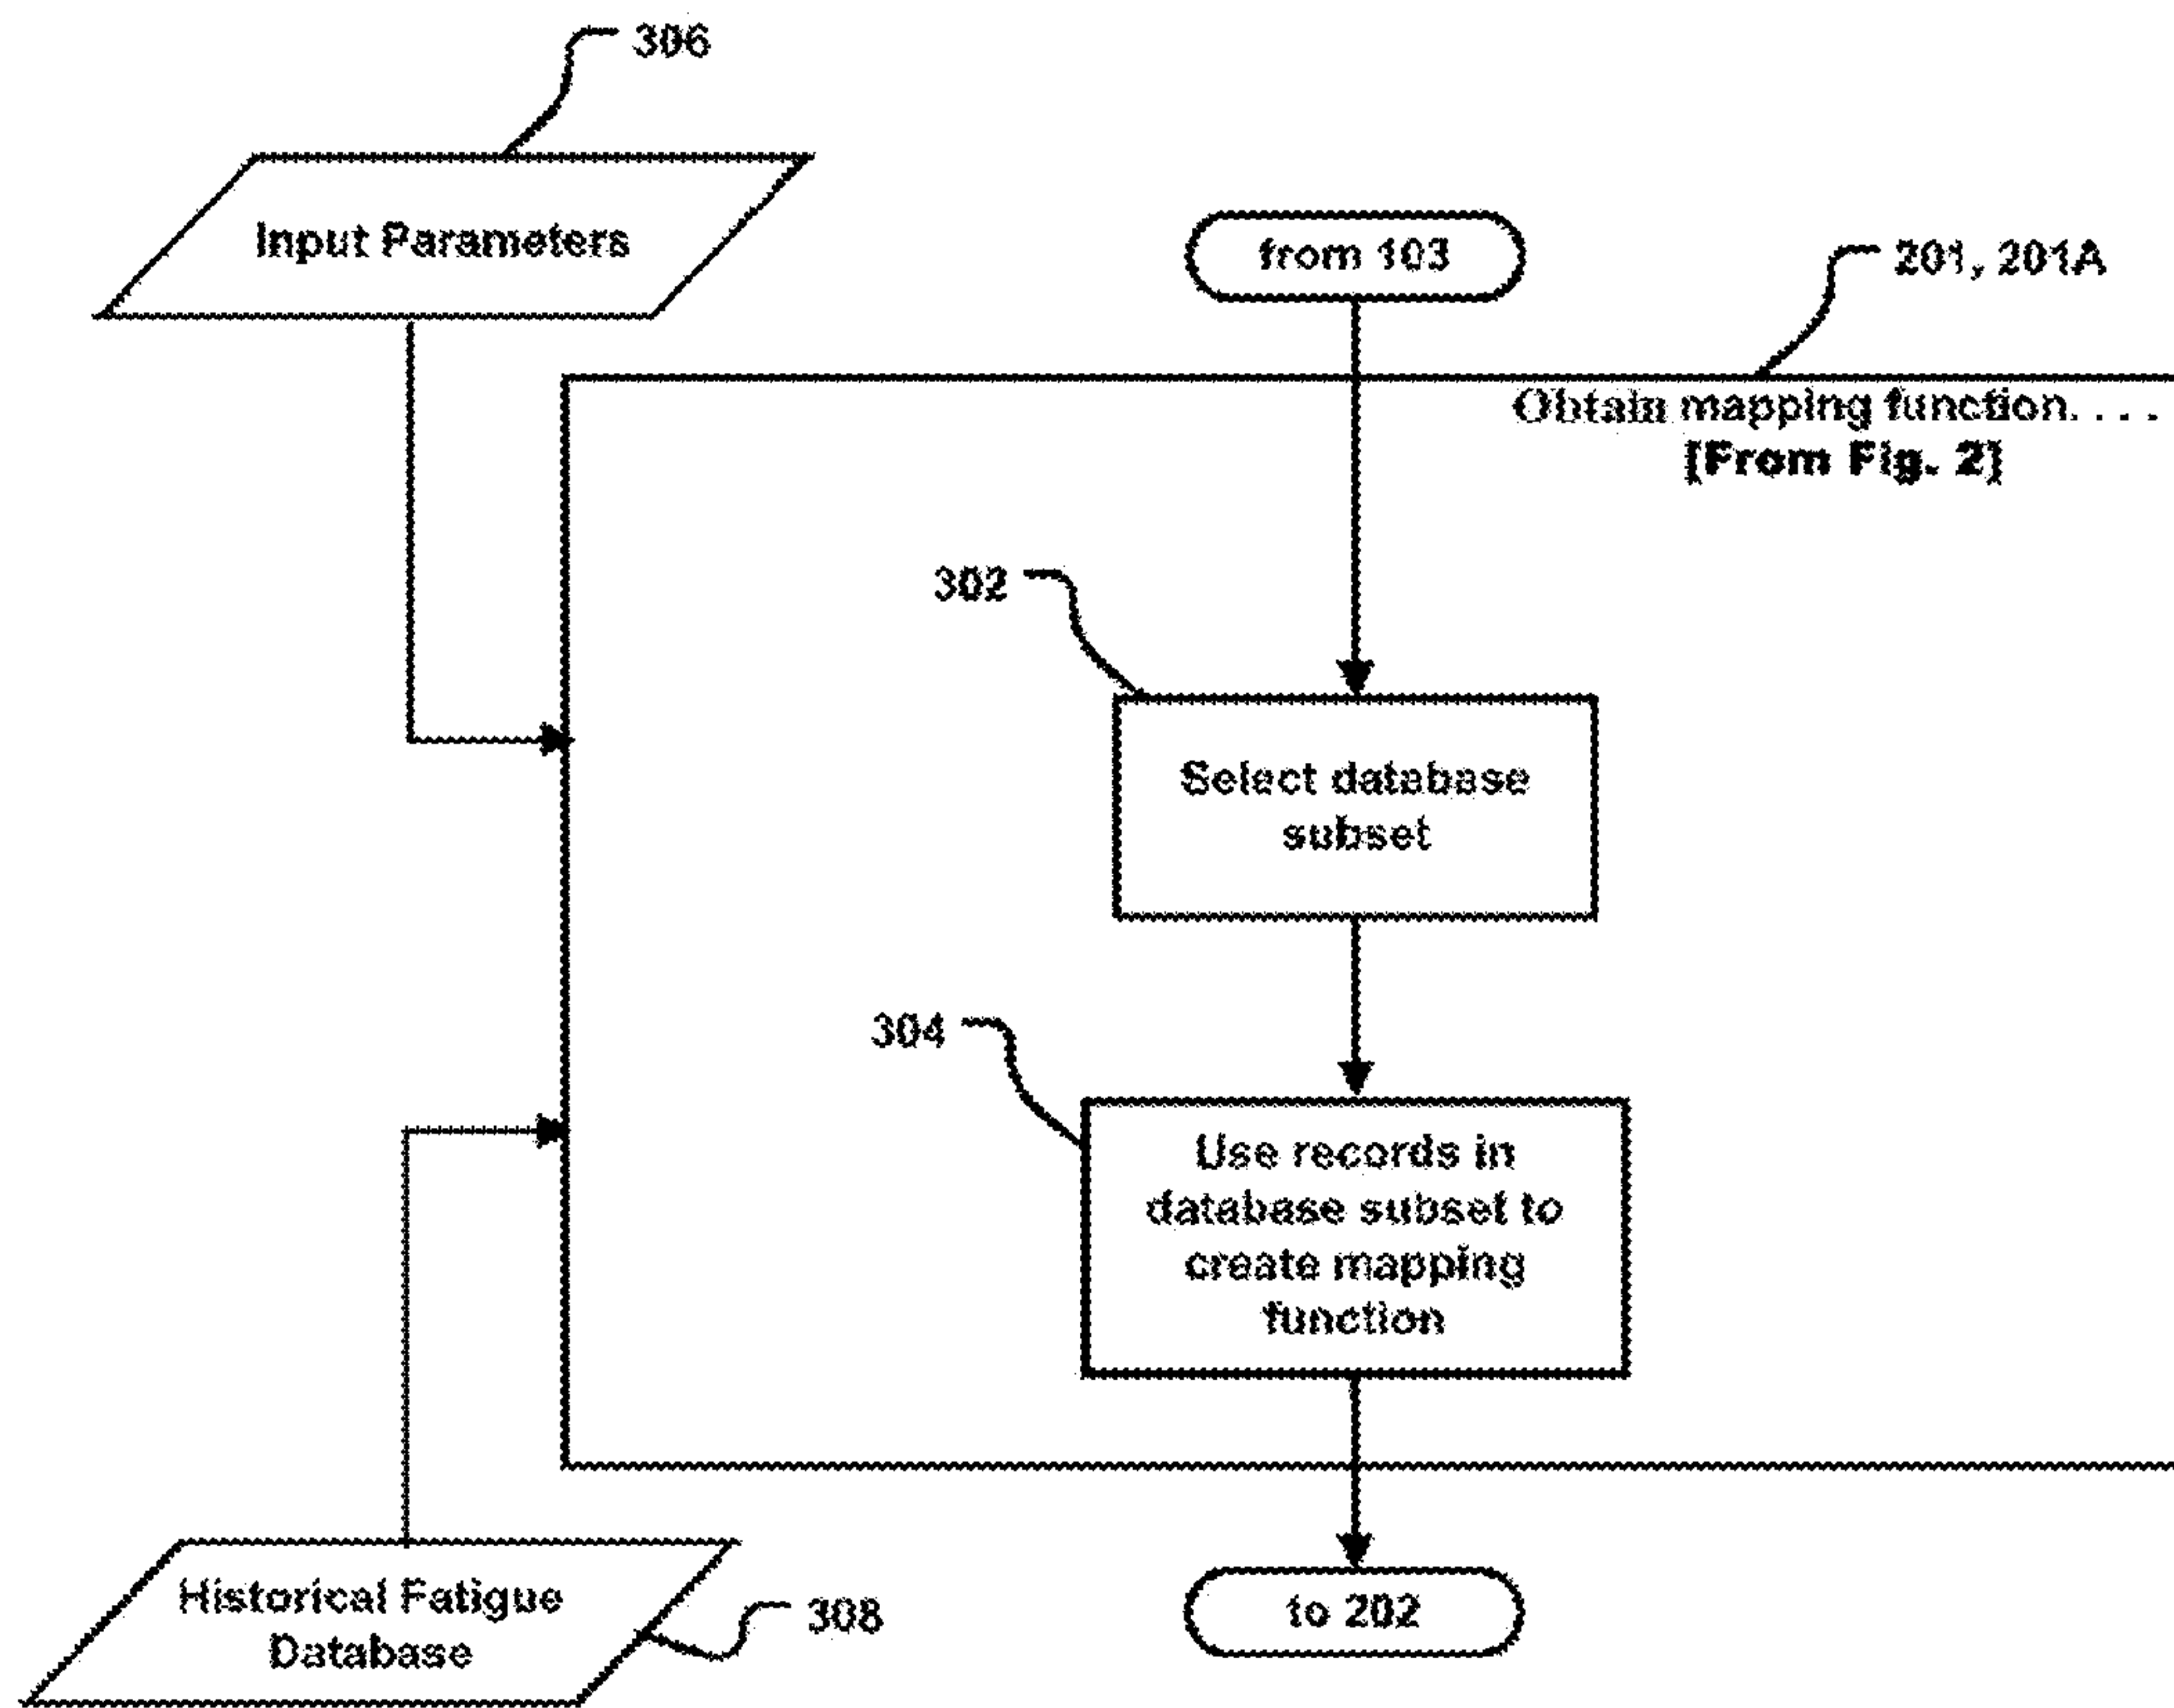 306
Input Parameters
from 103
201, 201A
Obtain mapping function. . . .
[From Fig. 2]
302
Select database
subset
304
Use records in
database subset to
create mapping
function
Historical Fatigue
Database
308
to 202